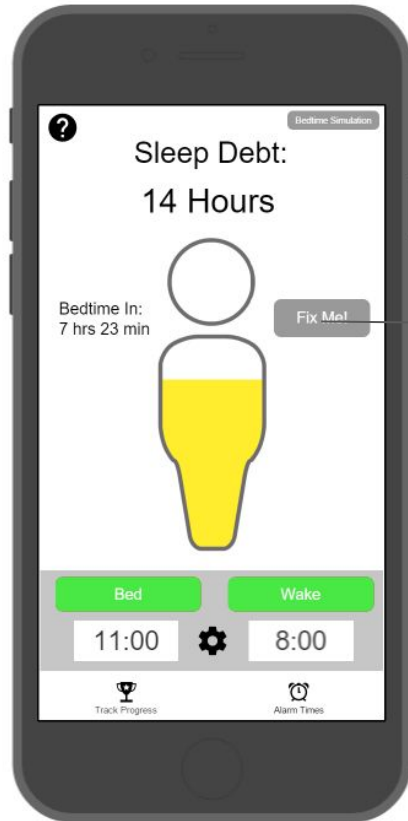 ?
Bedtime Simulation
Sleep Debt:
14 Hours
Bedtime In:
7 hrs 23 min
Fix Me!
Bed
Wake
11:00
8:00
Track Progress
Alarm Times